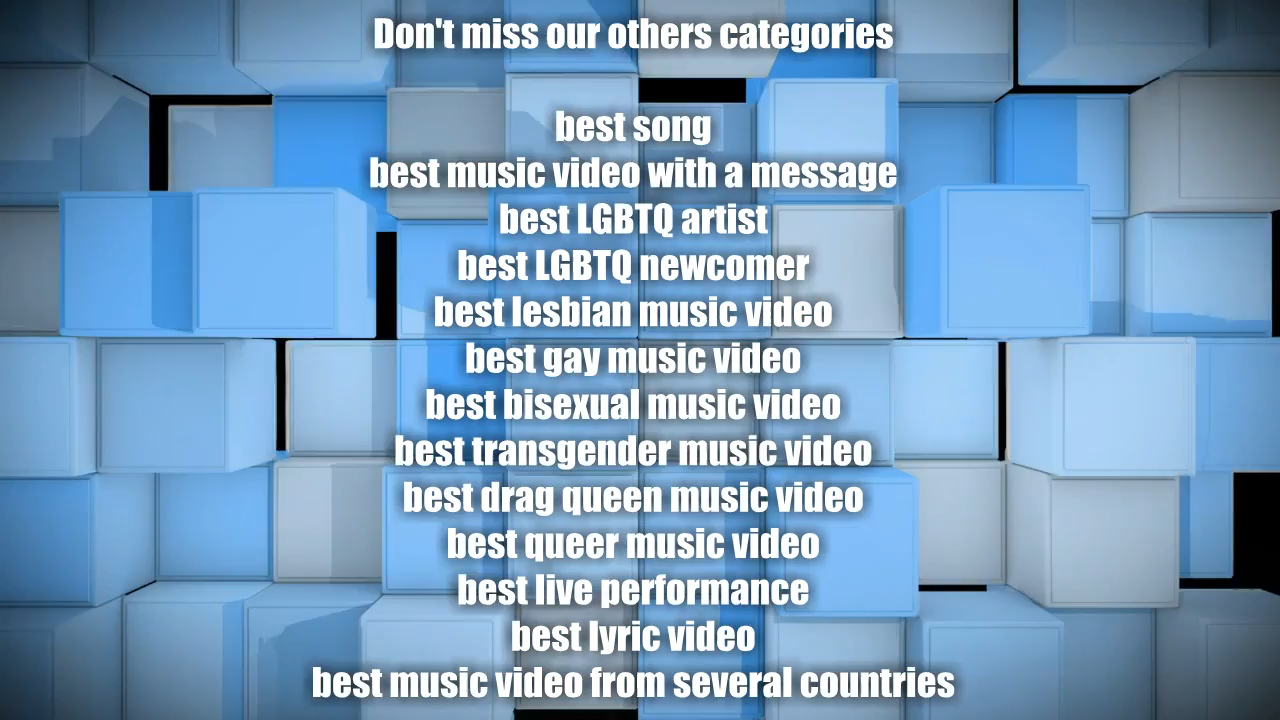 Don't miss our others categories
best song
best music video with a message
best LGBTQ artist
best LGBTQ newcomer
best lesbian music video
best gay music video
best bisexual music video
best transgender music video
best drag queen music video
best queer music video
best live performance
best lyric video
best music video from several countries